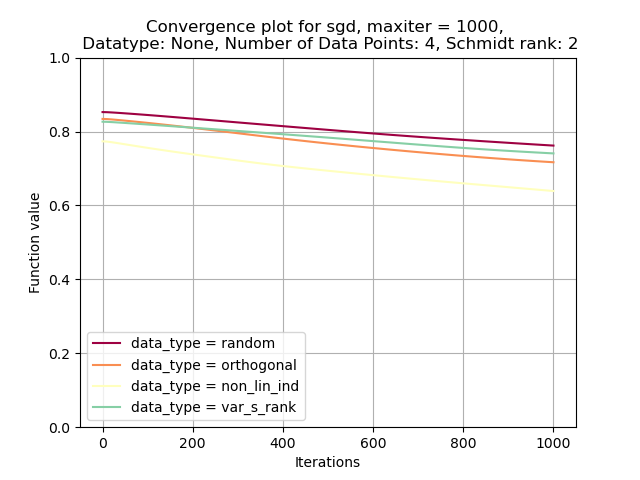 Convergence plot for sgd, maxiter = 1000,
Datatype: None, Number of Data Points: 4, Schmidt rank: 2
1.0
0.8
0.6
0.4
0.2
0.0
Function value
data_type = random
data_type = orthogonal
data_type = non_lin_ind
data_type = var_s_rank
0 200 400 600 800 1000
Iterations